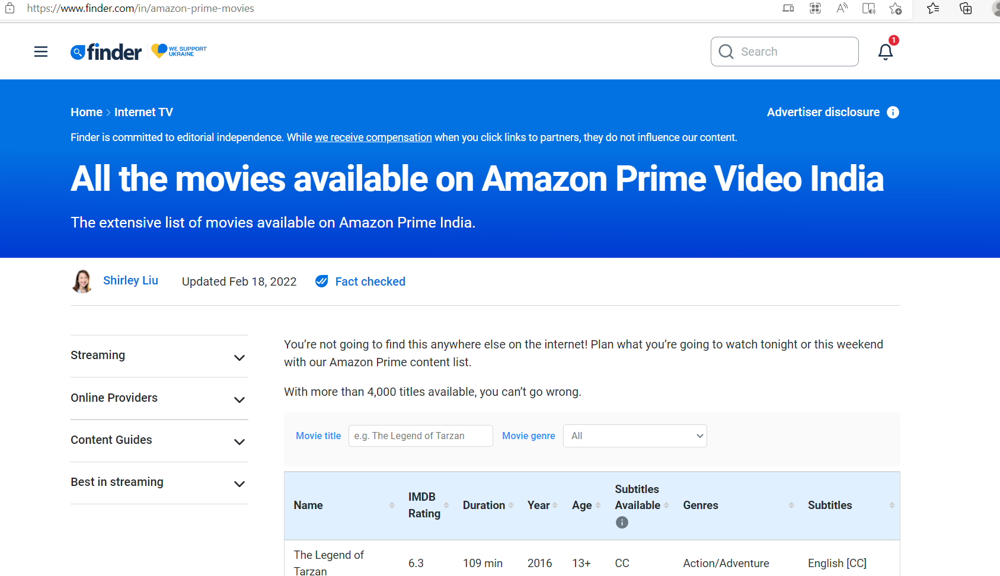 https://www.finder.com/in/amazon-prime-movies
finder WE SUPPORT
UKRAINE
Search
1
Home > Internet TV
Advertiser disclosure
Finder is committed to editorial independence. While we receive compensation when you click links to partners, they do not influence our content.
All the movies available on Amazon Prime Video India
The extensive list of movies available on Amazon Prime India.
Shirley Liu Updated Feb 18, 2022 Fact checked
Streaming
Online Providers
Content Guides
Best in streaming
You’re not going to find this anywhere else on the internet! Plan what you’re going to watch tonight or this weekend
with our Amazon Prime content list.
With more than 4,000 titles available, you can’t go wrong.
Movie title e.g. The Legend of Tarzan Movie genre All
Name IMDB Rating Duration Year Age Subtitles Available Genres Subtitles
The Legend of Tarzan 6.3 109 min 2016 13+ CC Action/Adventure English [CC]